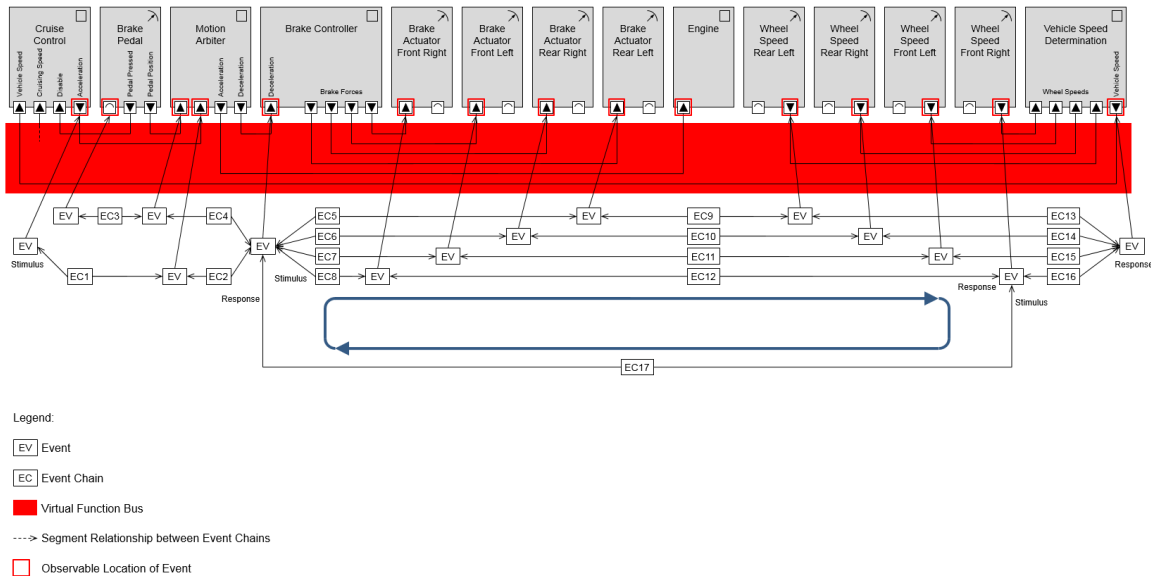 Cruise
Control
Brake
Pedal
Motion
Arbiter
Brake Controller
Brake
Actuator
Front Right
Brake
Actuator
Front Left
Brake
Actuator
Rear Right
Brake
Actuator
Rear Left
Engine
Wheel
Speed
Rear Left
Wheel
Speed
Rear Right
Wheel
Speed
Front Left
Wheel
Speed
Front Right
Vehicle Speed
Determination
Vehicle Speed
Cruising Speed
Disable
Acceleration
Pedal Pressed
Pedal Position
Acceleration
Deceleration
Deceleration
Brake Forces
Wheel Speeds
Vehicle Speed
EV
EC3
EV
EC4
EC5
EV
EC9
EV
EC13
EC6
EV
EC10
EV
EC14
EV
Stimulus
EV
EC7
EV
EC11
EV
EC15
EV
Response
EC1
EV
EC2
Stimulus
EC8
EV
EC12
Response
EV
EC16
Response
Stimulus
EC17
Legend:
EV Event
EC Event Chain
Virtual Function Bus
Segment Relationship between Event Chains
Observable Location of Event